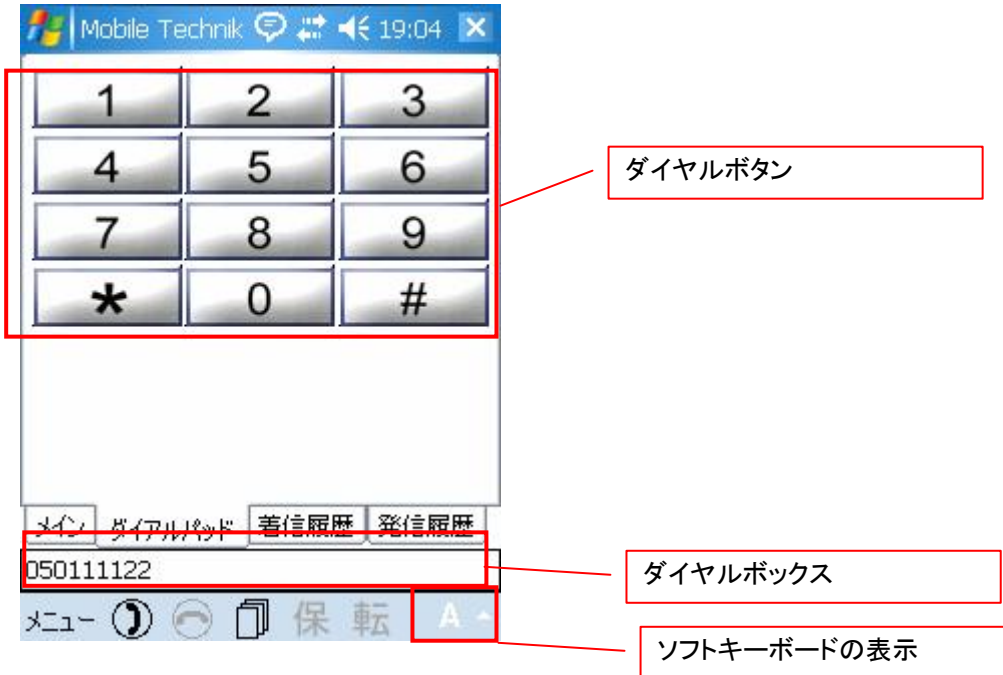 Mobile Technik 19:04
1 2 3
4 5 6
ダイヤルボタン
7 8 9
* 0 #
メイン ダイアルパッド 着信履歴 発信履歴
050111122
ダイヤルボックス
メニュー 保 転 A
ソフトキーボードの表示